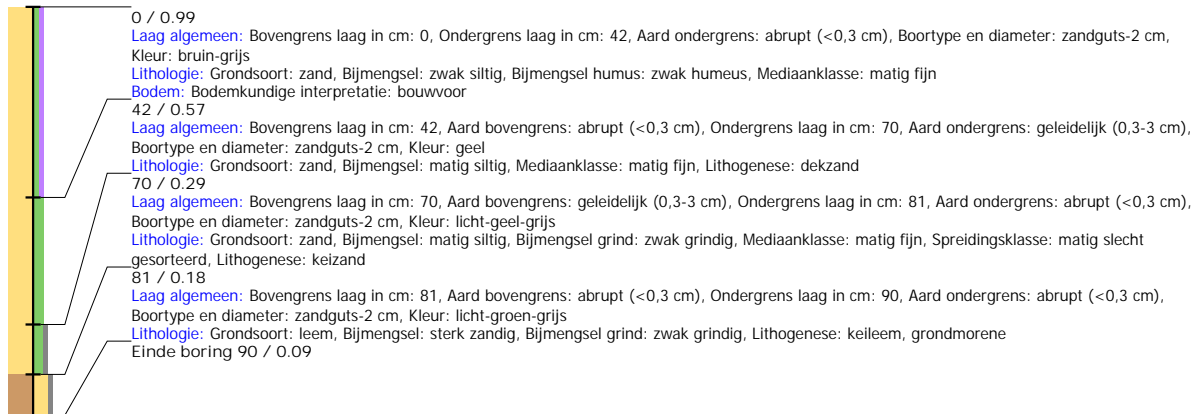 0 / 0.99
Laag algemeen: Bovengrens laag in cm: 0, Ondergrens laag in cm: 42, Aard ondergrens: abrupt (<0,3 cm), Boortype en diameter: zandguts-2 cm,
Kleur: bruin-grijs
Lithologie: Grondsoort: zand, Bijmengsel: zwak siltig, Bijmengsel humus: zwak humeus, Mediaanklasse: matig fijn
Bodem: Bodemkundige interpretatie: bouwvoor
42 / 0.57
Laag algemeen: Bovengrens laag in cm: 42, Aard bovengrens: abrupt (<0,3 cm), Ondergrens laag in cm: 70, Aard ondergrens: geleidelijk (0,3-3 cm),
Boortype en diameter: zandguts-2 cm, Kleur: geel
Lithologie: Grondsoort: zand, Bijmengsel: matig siltig, Mediaanklasse: matig fijn, Lithogenese: dekzand
70 / 0.29
Laag algemeen: Bovengrens laag in cm: 70, Aard bovengrens: geleidelijk (0,3-3 cm), Ondergrens laag in cm: 81, Aard ondergrens: abrupt (<0,3 cm),
Boortype en diameter: zandguts-2 cm, Kleur: licht-geel-grijs
Lithologie: Grondsoort: zand, Bijmengsel: matig siltig, Bijmengsel grind: zwak grindig, Mediaanklasse: matig fijn, Spreidingsklasse: matig slecht
gesorteerd, Lithogenese: keizand
81 / 0.18
Laag algemeen: Bovengrens laag in cm: 81, Aard bovengrens: abrupt (<0,3 cm), Ondergrens laag in cm: 90, Aard ondergrens: abrupt (<0,3 cm),
Boortype en diameter: zandguts-2 cm, Kleur: licht-groen-grijs
Lithologie: Grondsoort: leem, Bijmengsel: sterk zandig, Bijmengsel grind: zwak grindig, Lithogenese: keileem, grondmorene
Einde boring 90 / 0.09